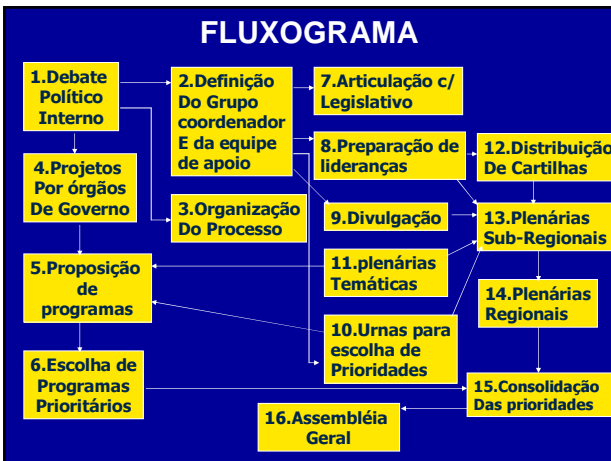 FLUXOGRAMA
1.Debate
Político
Interno
2.Definição
Do Grupo
coordenador
E da equipe
de apoio
7.Articulação c/
Legislativo
8.Preparação de
lideranças
12.Distribuição
De Cartilhas
4.Projetos
Por órgãos
De Governo
3.Organização
Do Processo
9.Divulgação
13.Plenárias
Sub-Regionais
5.Proposição
de
programas
11.plenárias
Temáticas
14.Plenárias
Regionais
10.Urnas para
escolha de
Prioridades
6.Escolha de
Programas
Prioritários
15.Consolidação
Das prioridades
16.Assembléia
Geral